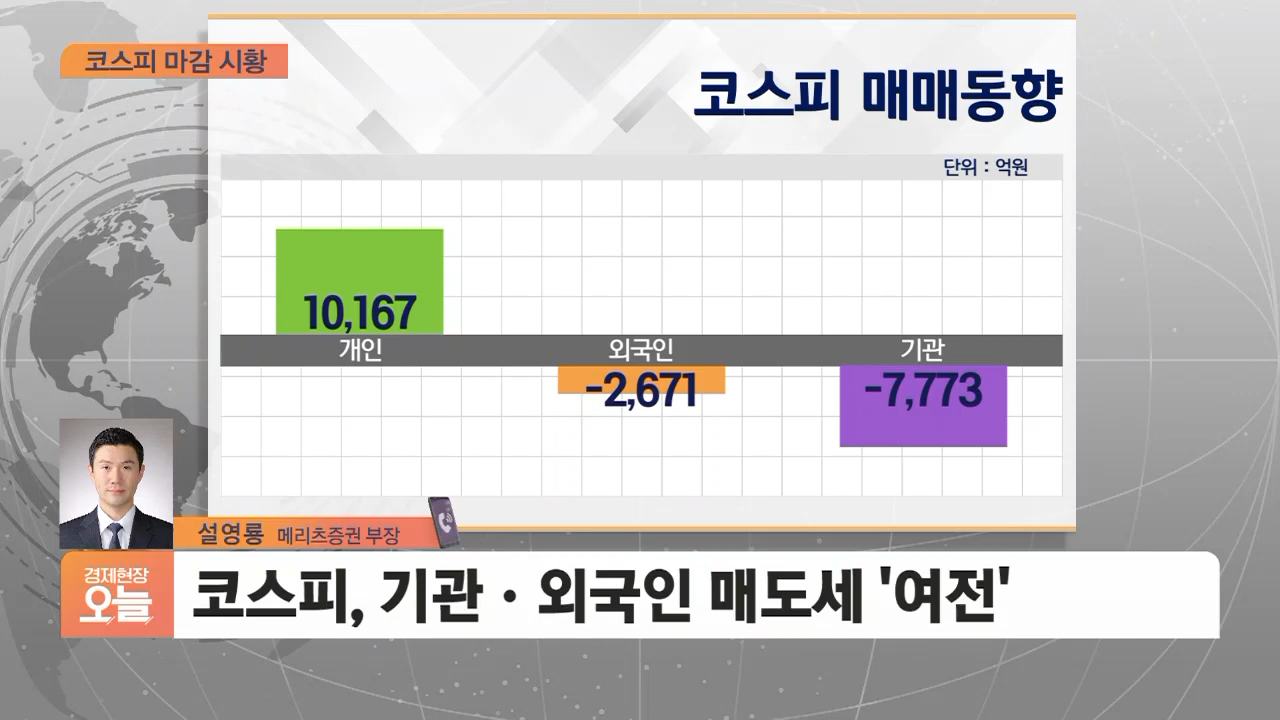 코스피 마감 시황
코스피 매매동향
단위 : 억원
10,167
개인
외국인
기관
-2,671
-7,773
설영룡 메리츠증권 부장
경제현장
오늘
코스피, 기관 · 외국인 매도세 '여전'